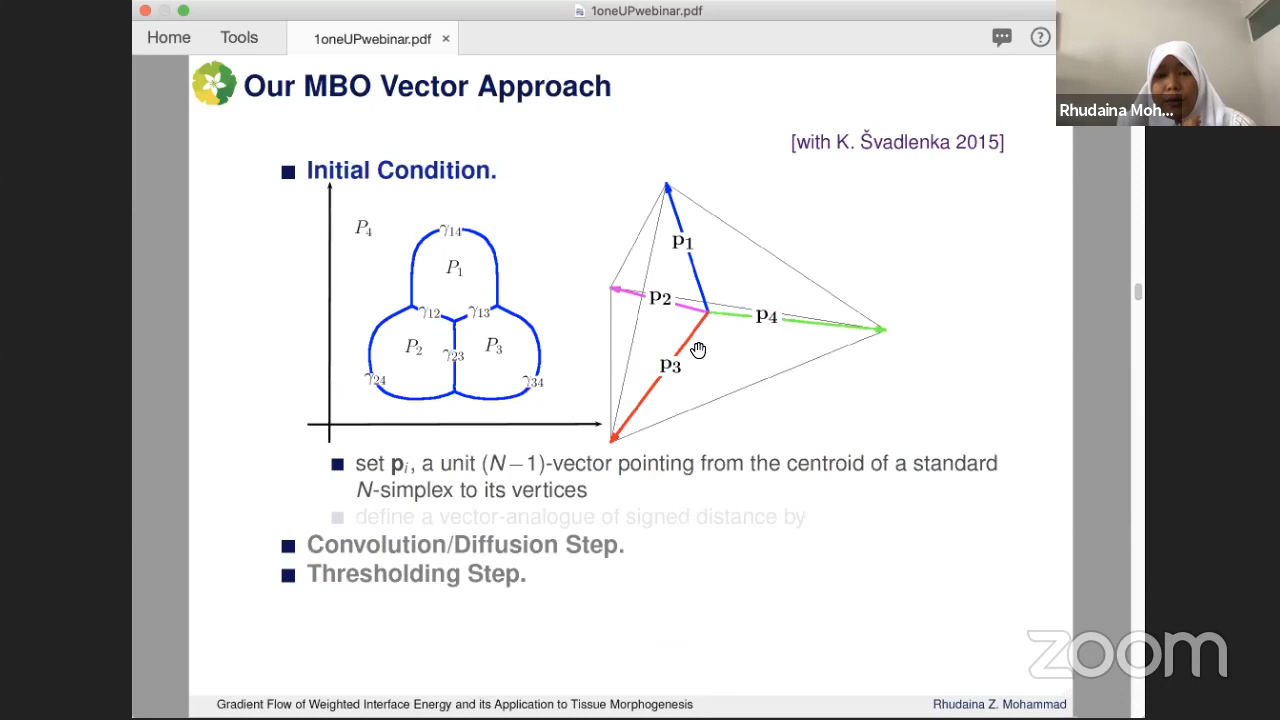 1oneUPwebinar.pdf
Home Tools 1oneUPwebinar.pdf ×
Rhudaina Moh...
Our MBO Vector Approach
[with K. Švadlenka 2015]
Initial Condition.
P4
γ14
P1
γ12 γ13
P2 γ23 P3
γ24 γ34
p1
p2
p4
p3
set pi, a unit (N−1)-vector pointing from the centroid of a standard
N-simplex to its vertices
define a vector-analogue of signed distance by
Convolution/Diffusion Step.
Thresholding Step.
zoom
Gradient Flow of Weighted Interface Energy and its Application to Tissue Morphogenesis Rhudaina Z. Mohammad